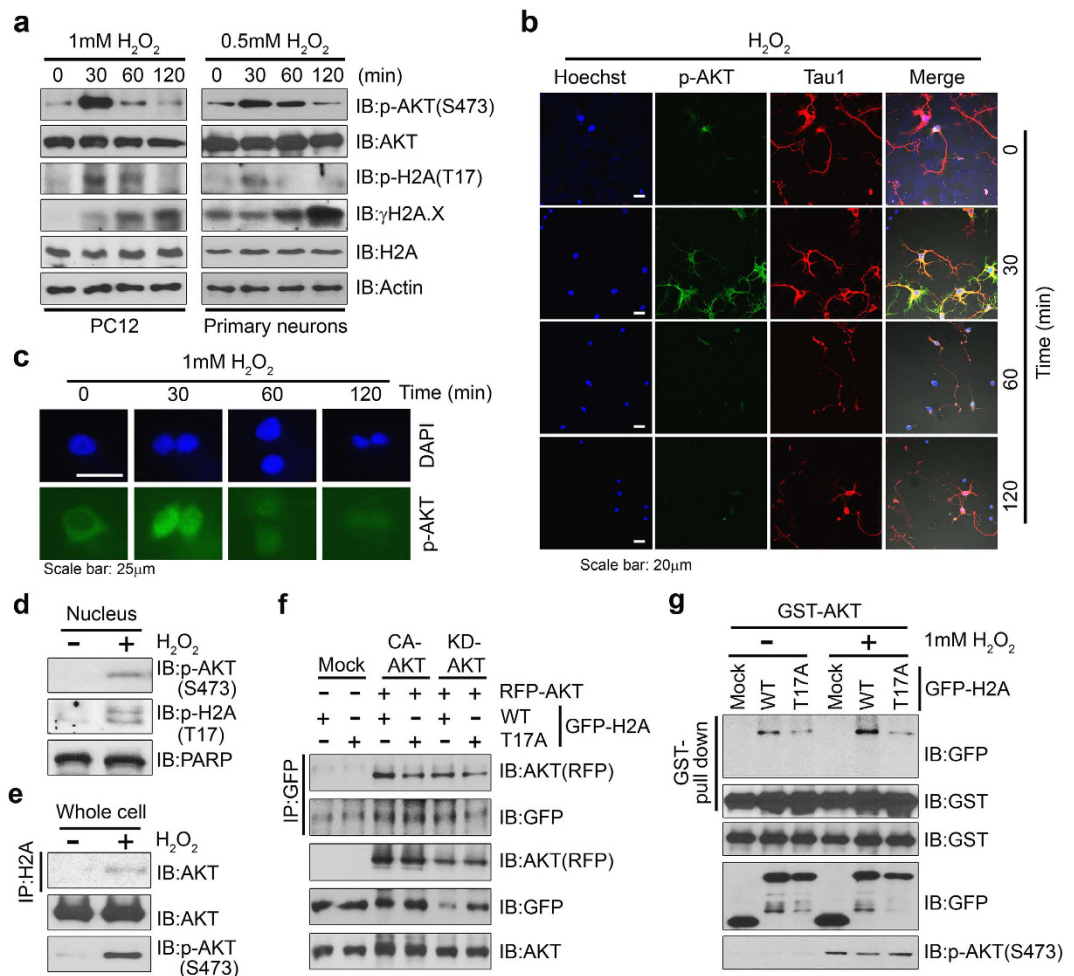 a
1mM H₂O₂ 0.5mM H₂O₂
0 30 60 120 0 30 60 120 (min)
IB:p-AKT(S473)
IB:AKT
IB:p-H2A(T17)
IB:γH2A.X
IB:H2A
IB:Actin
PC12 Primary neurons
b
H₂O₂
Hoechst p-AKT Tau1 Merge
0
30
60
120
Time (min)
Scale bar: 20μm
c
1mM H₂O₂
0 30 60 120 Time (min)
DAPI
p-AKT
Scale bar: 25μm
d
Nucleus
− + H₂O₂
IB:p-AKT
(S473)
IB:p-H2A
(T17)
IB:PARP
e
Whole cell
− + H₂O₂
IP:H2A
IB:AKT
IB:AKT
IB:p-AKT
(S473)
f
Mock CA-AKT KD-AKT
− − + + + + RFP-AKT
+ − + − + − WT
− + − + − + T17A
GFP-H2A
IP:GFP
IB:AKT(RFP)
IB:GFP
IB:AKT(RFP)
IB:GFP
IB:AKT
g
GST-AKT
− + 1mM H₂O₂
Mock WT T17A Mock WT T17A GFP-H2A
GST-pull down
IB:GFP
IB:GST
IB:GST
IB:GFP
IB:p-AKT(S473)